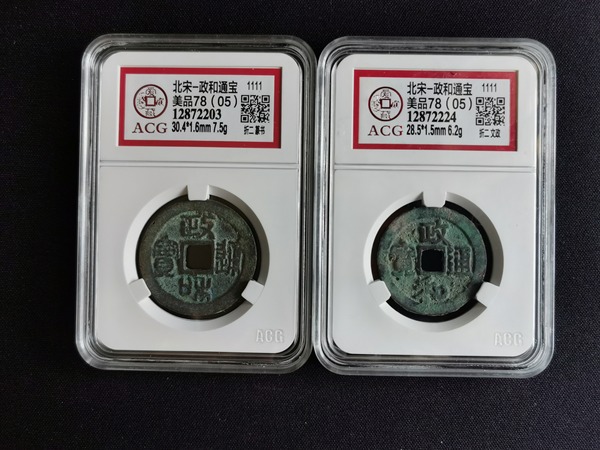 北宋-政和通宝 1111
美品78（05）
ACG 12872203
30.4*1.6mm 7.5g 折二 篆书
政
寶 通
和
ACG
北宋-政和通宝 1111
美品78（05）
ACG 12872224
28.5*1.5mm 6.2g 折二 文政
政
寶 通
和
ACG